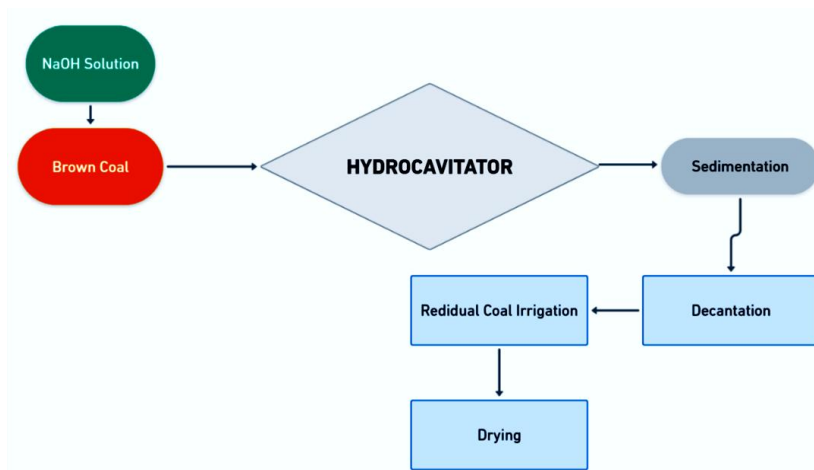 NaOH Solution
Brown Coal
HYDROCAVITATOR
Sedimentation
Redidual Coal Irrigation
Decantation
Drying